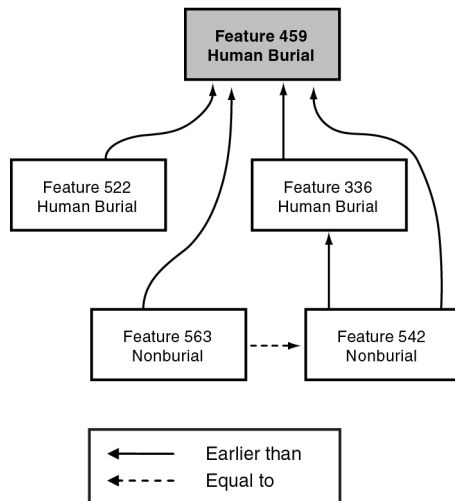 Feature 459
Human Burial
Feature 522
Human Burial
Feature 336
Human Burial
Feature 563
Nonburial
Feature 542
Nonburial
Earlier than
Equal to